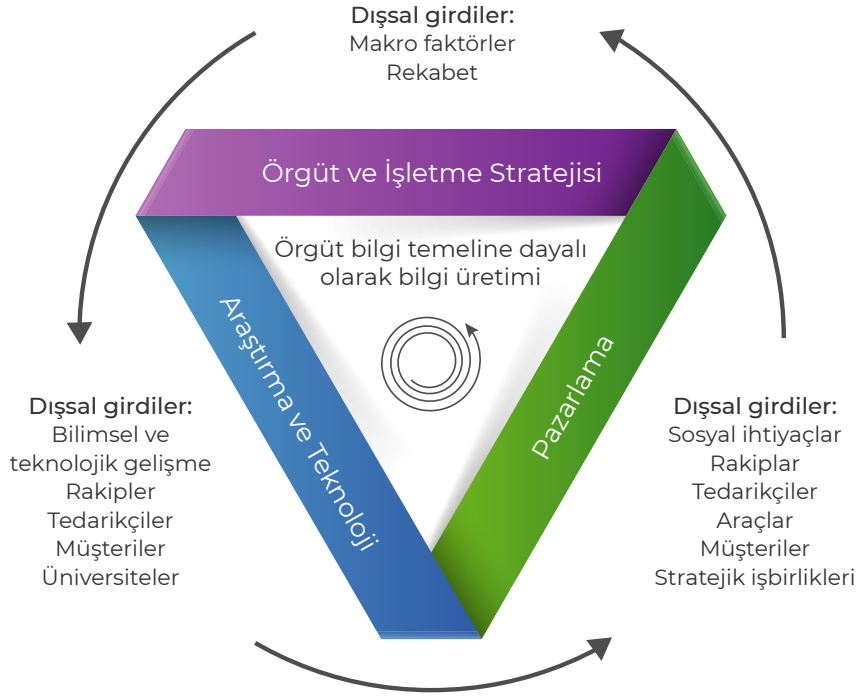 Dışsal girdiler:
Makro faktörler
Rekabet
Örgüt ve İşletme Stratejisi
Örgüt bilgi temeline dayalı
olarak bilgi üretimi
Araştırma ve Teknoloji
Pazarlama
Dışsal girdiler:
Bilimsel ve
teknolojik gelişme
Rakipler
Tedarikçiler
Müşteriler
Üniversiteler
Dışsal girdiler:
Sosyal ihtiyaçlar
Rakiplar
Tedarikçiler
Araçlar
Müşteriler
Stratejik işbirlikleri